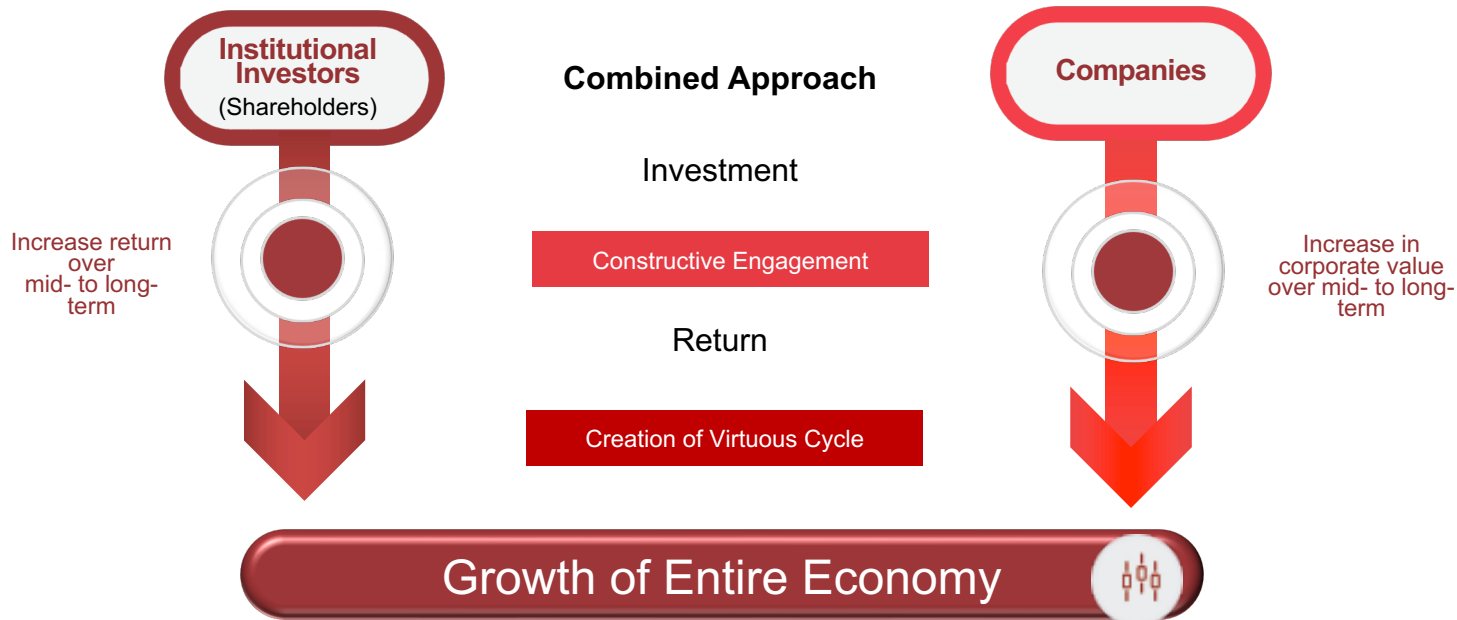 Institutional
Investors
(Shareholders)
Combined Approach
Companies
Investment
Increase return
over
mid- to long-
term
Constructive Engagement
Increase in
corporate value
over mid- to long-
term
Return
Creation of Virtuous Cycle
Growth of Entire Economy